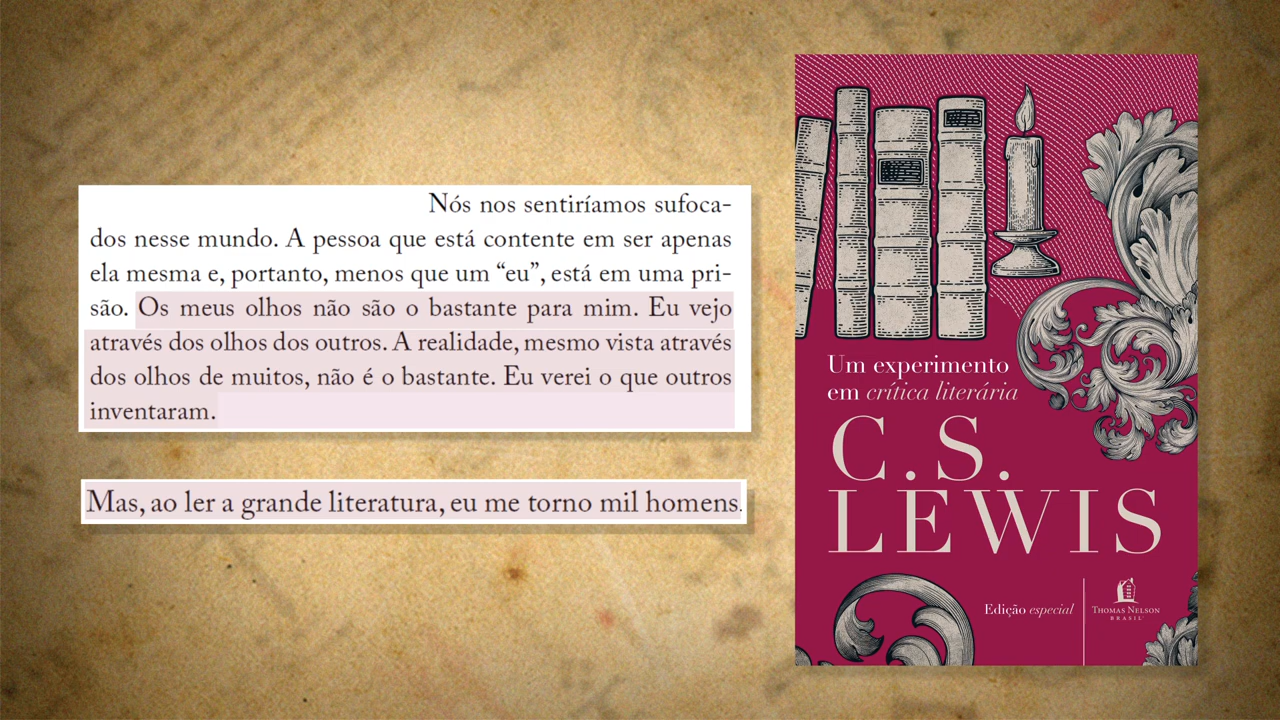 Nós nos sentiríamos sufoca-
dos nesse mundo. A pessoa que está contente em ser apenas
ela mesma e, portanto, menos que um “eu”, está em uma pri-
são. Os meus olhos não são o bastante para mim. Eu vejo
através dos olhos dos outros. A realidade, mesmo vista através
dos olhos de muitos, não é o bastante. Eu verei o que outros
inventaram.
Mas, ao ler a grande literatura, eu me torno mil homens.
Um experimento
em crítica literária
C.S.
LEWIS
Edição especial
THOMAS NELSON
BRASIL